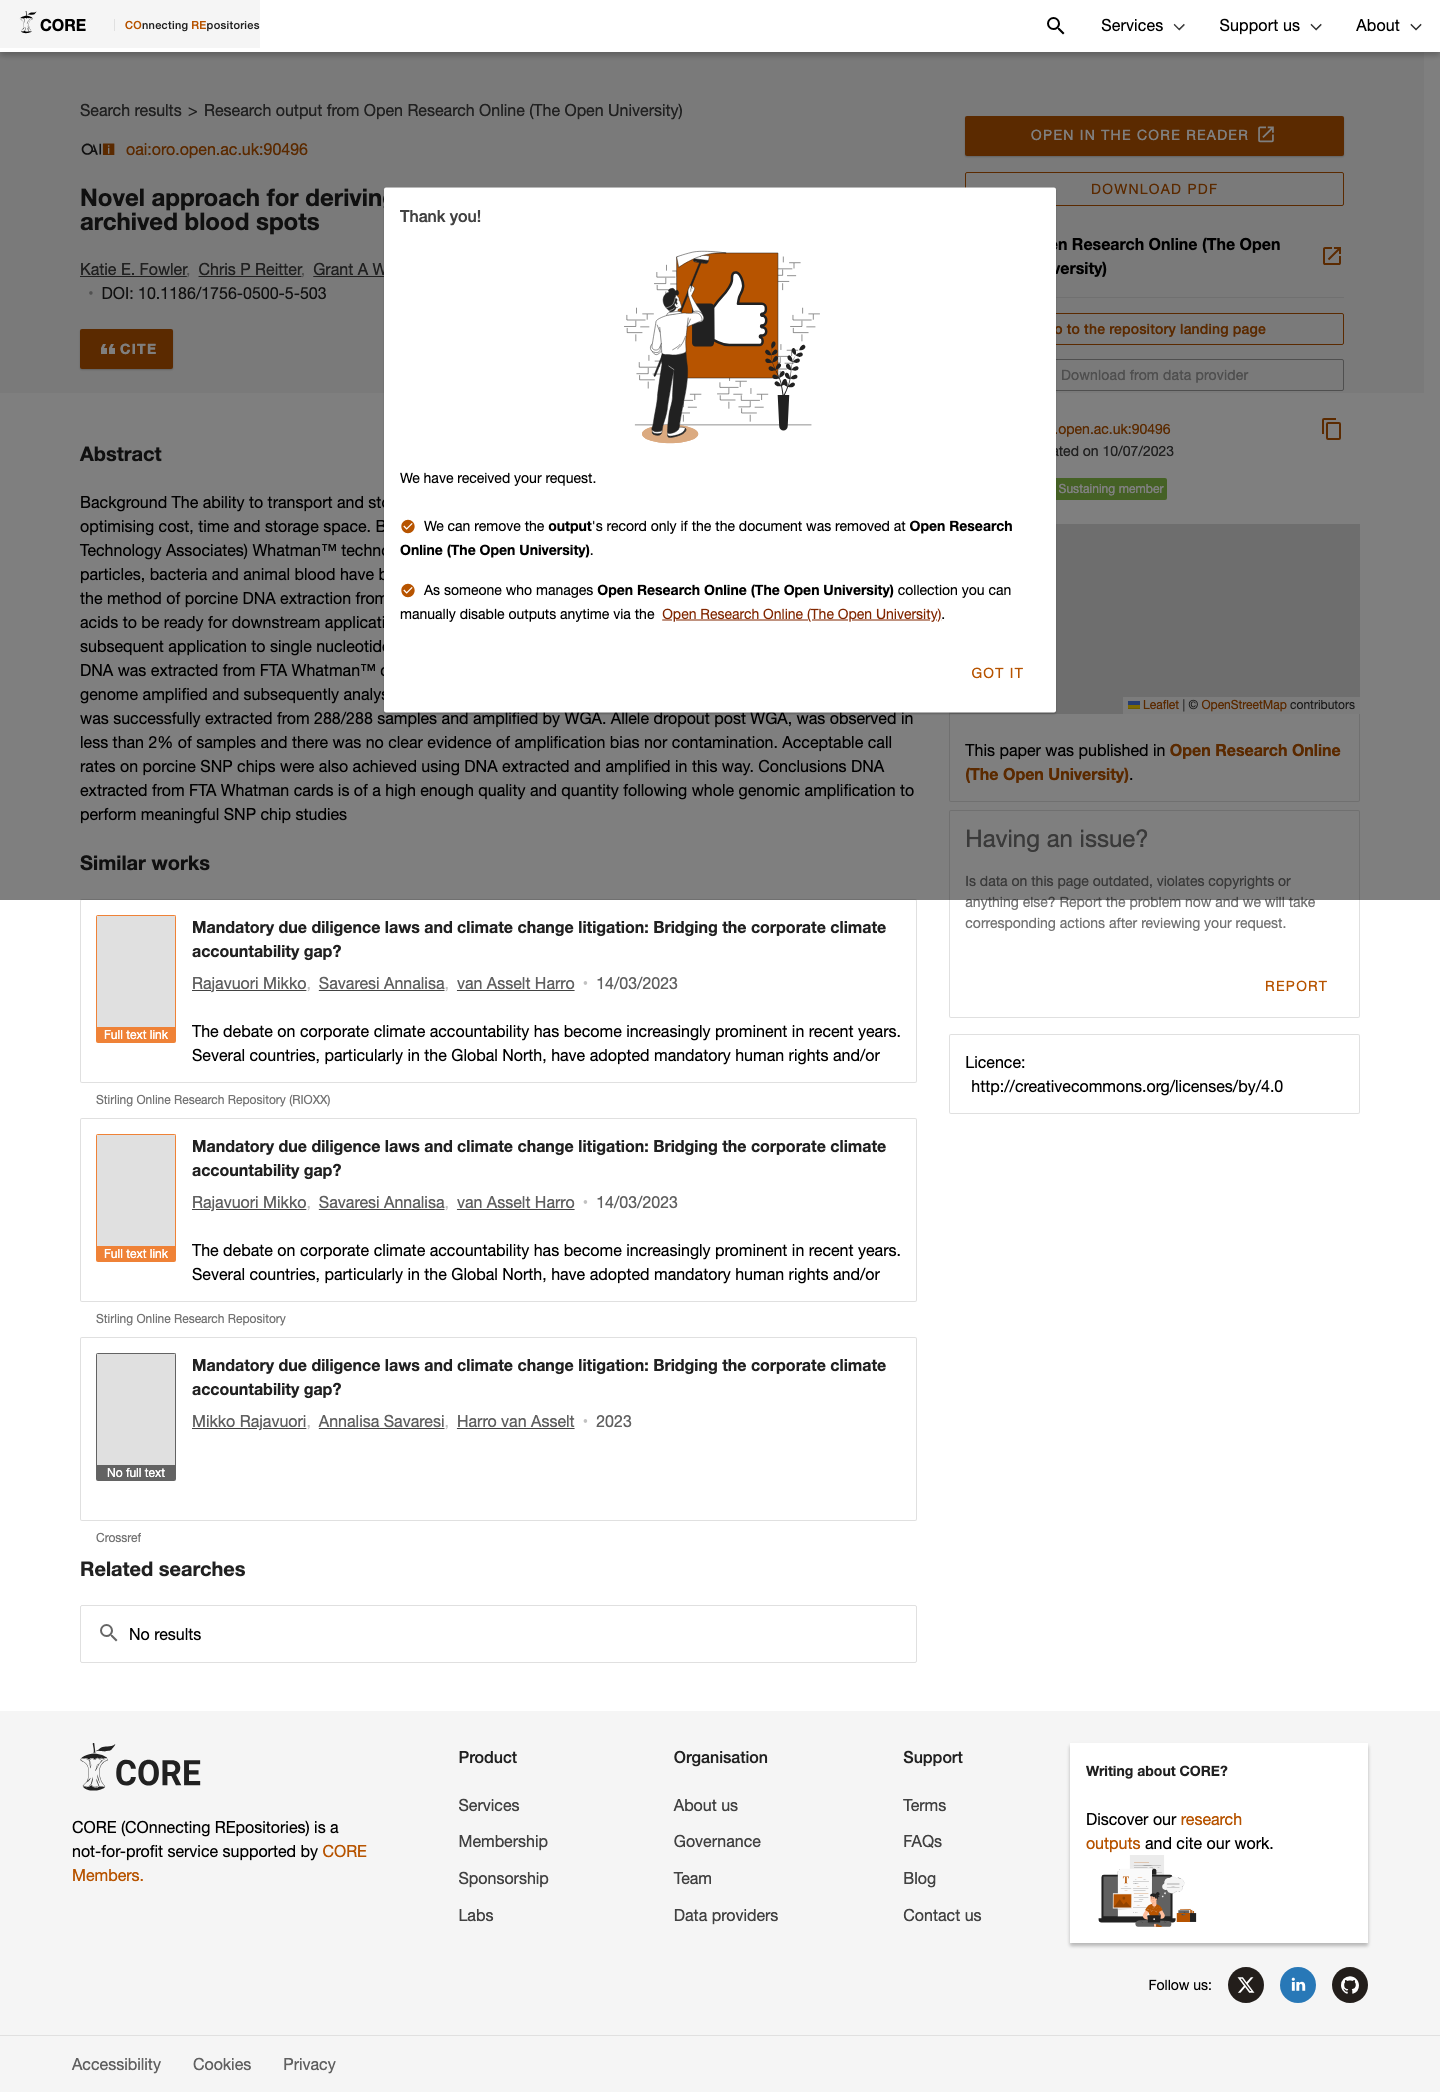 CORE
COnnecting REpositories
Services
Support us
About
Search results > Research output from Open Research Online (The Open University)
OAI oai:oro.open.ac.uk:90496
Novel approach for deriving
archived blood spots
Katie E. Fowler, Chris P Reitter, Grant A W
• DOI: 10.1186/1756-0500-5-503
CITE
OPEN IN THE CORE READER
DOWNLOAD PDF
en Research Online (The Open
versity)
to the repository landing page
Download from data provider
.open.ac.uk:90496
ated on 10/07/2023
Sustaining member
Thank you!
We have received your request.
We can remove the output's record only if the the document was removed at Open Research
Online (The Open University).
As someone who manages Open Research Online (The Open University) collection you can
manually disable outputs anytime via the Open Research Online (The Open University).
GOT IT
Abstract
Background The ability to transport and
optimising cost, time and storage space.
Technology Associates) Whatman™
particles, bacteria and animal blood have
the method of porcine DNA extraction from
acids to be ready for downstream
subsequent application to single
DNA was extracted from FTA Whatman™
genome amplified and subsequently
was successfully extracted from 288/288 samples and amplified by WGA. Allele dropout post WGA, was observed in
less than 2% of samples and there was no clear evidence of amplification bias nor contamination. Acceptable call
rates on porcine SNP chips were also achieved using DNA extracted and amplified in this way. Conclusions DNA
extracted from FTA Whatman cards is of a high enough quality and quantity following whole genomic amplification to
perform meaningful SNP chip studies
Leaflet | © OpenStreetMap contributors
This paper was published in Open Research Online
(The Open University).
Having an issue?
Is data on this page outdated, violates copyrights or
anything else? Report the problem now and we will take
corresponding actions after reviewing your request.
REPORT
Licence:
http://creativecommons.org/licenses/by/4.0
Similar works
Mandatory due diligence laws and climate change litigation: Bridging the corporate climate
accountability gap?
Rajavuori Mikko, Savaresi Annalisa, van Asselt Harro • 14/03/2023
The debate on corporate climate accountability has become increasingly prominent in recent years.
Several countries, particularly in the Global North, have adopted mandatory human rights and/or
Full text link
Stirling Online Research Repository (RIOXX)
Mandatory due diligence laws and climate change litigation: Bridging the corporate climate
accountability gap?
Rajavuori Mikko, Savaresi Annalisa, van Asselt Harro • 14/03/2023
The debate on corporate climate accountability has become increasingly prominent in recent years.
Several countries, particularly in the Global North, have adopted mandatory human rights and/or
Full text link
Stirling Online Research Repository
Mandatory due diligence laws and climate change litigation: Bridging the corporate climate
accountability gap?
Mikko Rajavuori, Annalisa Savaresi, Harro van Asselt • 2023
No full text
Crossref
Related searches
No results
CORE
CORE (COnnecting REpositories) is a
not-for-profit service supported by CORE
Members.
Product
Services
Membership
Sponsorship
Labs
Organisation
About us
Governance
Team
Data providers
Support
Terms
FAQs
Blog
Contact us
Writing about CORE?
Discover our research
outputs and cite our work.
Follow us:
Accessibility
Cookies
Privacy